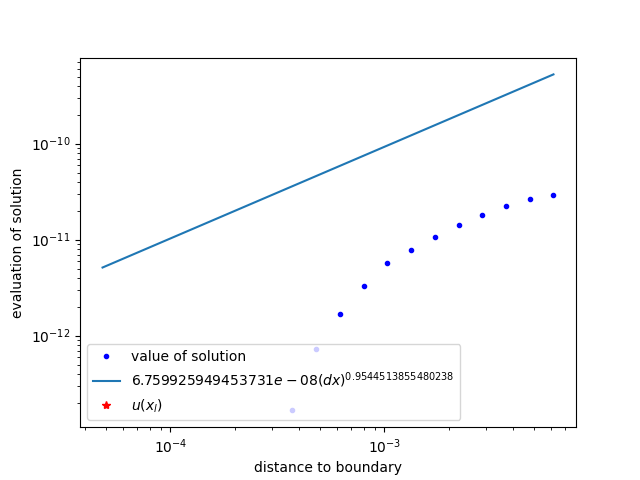 10⁻¹⁰
10⁻¹¹
10⁻¹²
evaluation of solution
value of solution
6.759925949453731e − 08(dx)^0.9544513855480238
u(x_l)
10⁻⁴
10⁻³
distance to boundary